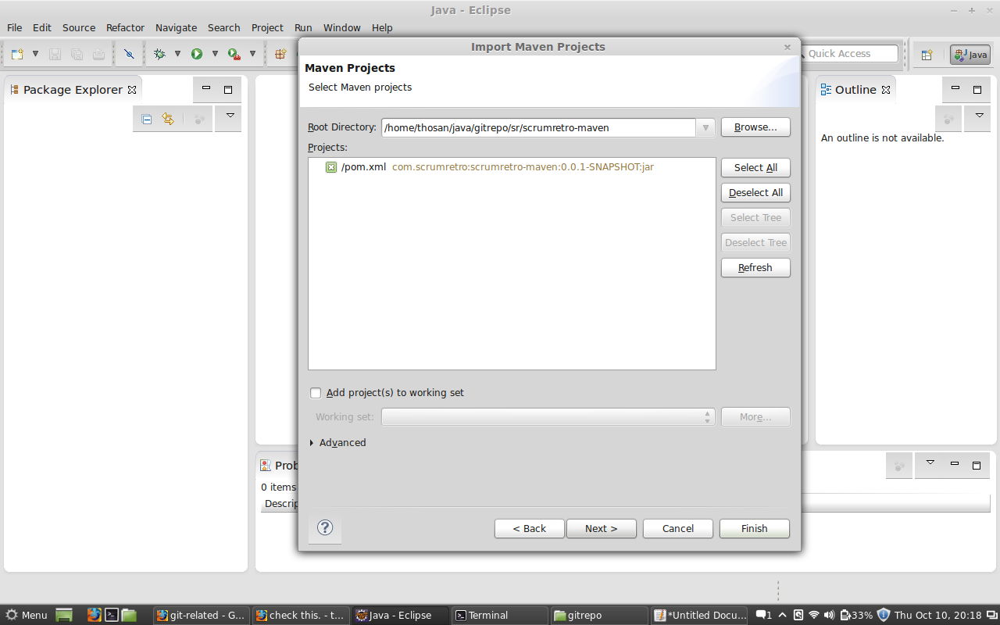 Java - Eclipse
File Edit Source Refactor Navigate Search Project Run Window Help
Quick Access
Java
Package Explorer
Outline
An outline is not available.
Import Maven Projects
Maven Projects
Select Maven projects
Root Directory: /home/thosan/java/gitrepo/sr/scrumretro-maven Browse...
Projects:
/pom.xml com.scrumretro:scrumretro-maven:0.0.1-SNAPSHOT:jar
Select All
Deselect All
Select Tree
Deselect Tree
Refresh
Add project(s) to working set
Working set: More...
Advanced
< Back Next > Cancel Finish
Prob
0 items
Descrip
Menu git-related - G... check this. - t... Java - Eclipse Terminal gitrepo *Untitled Docu... 1 33% Thu Oct 10, 20:18